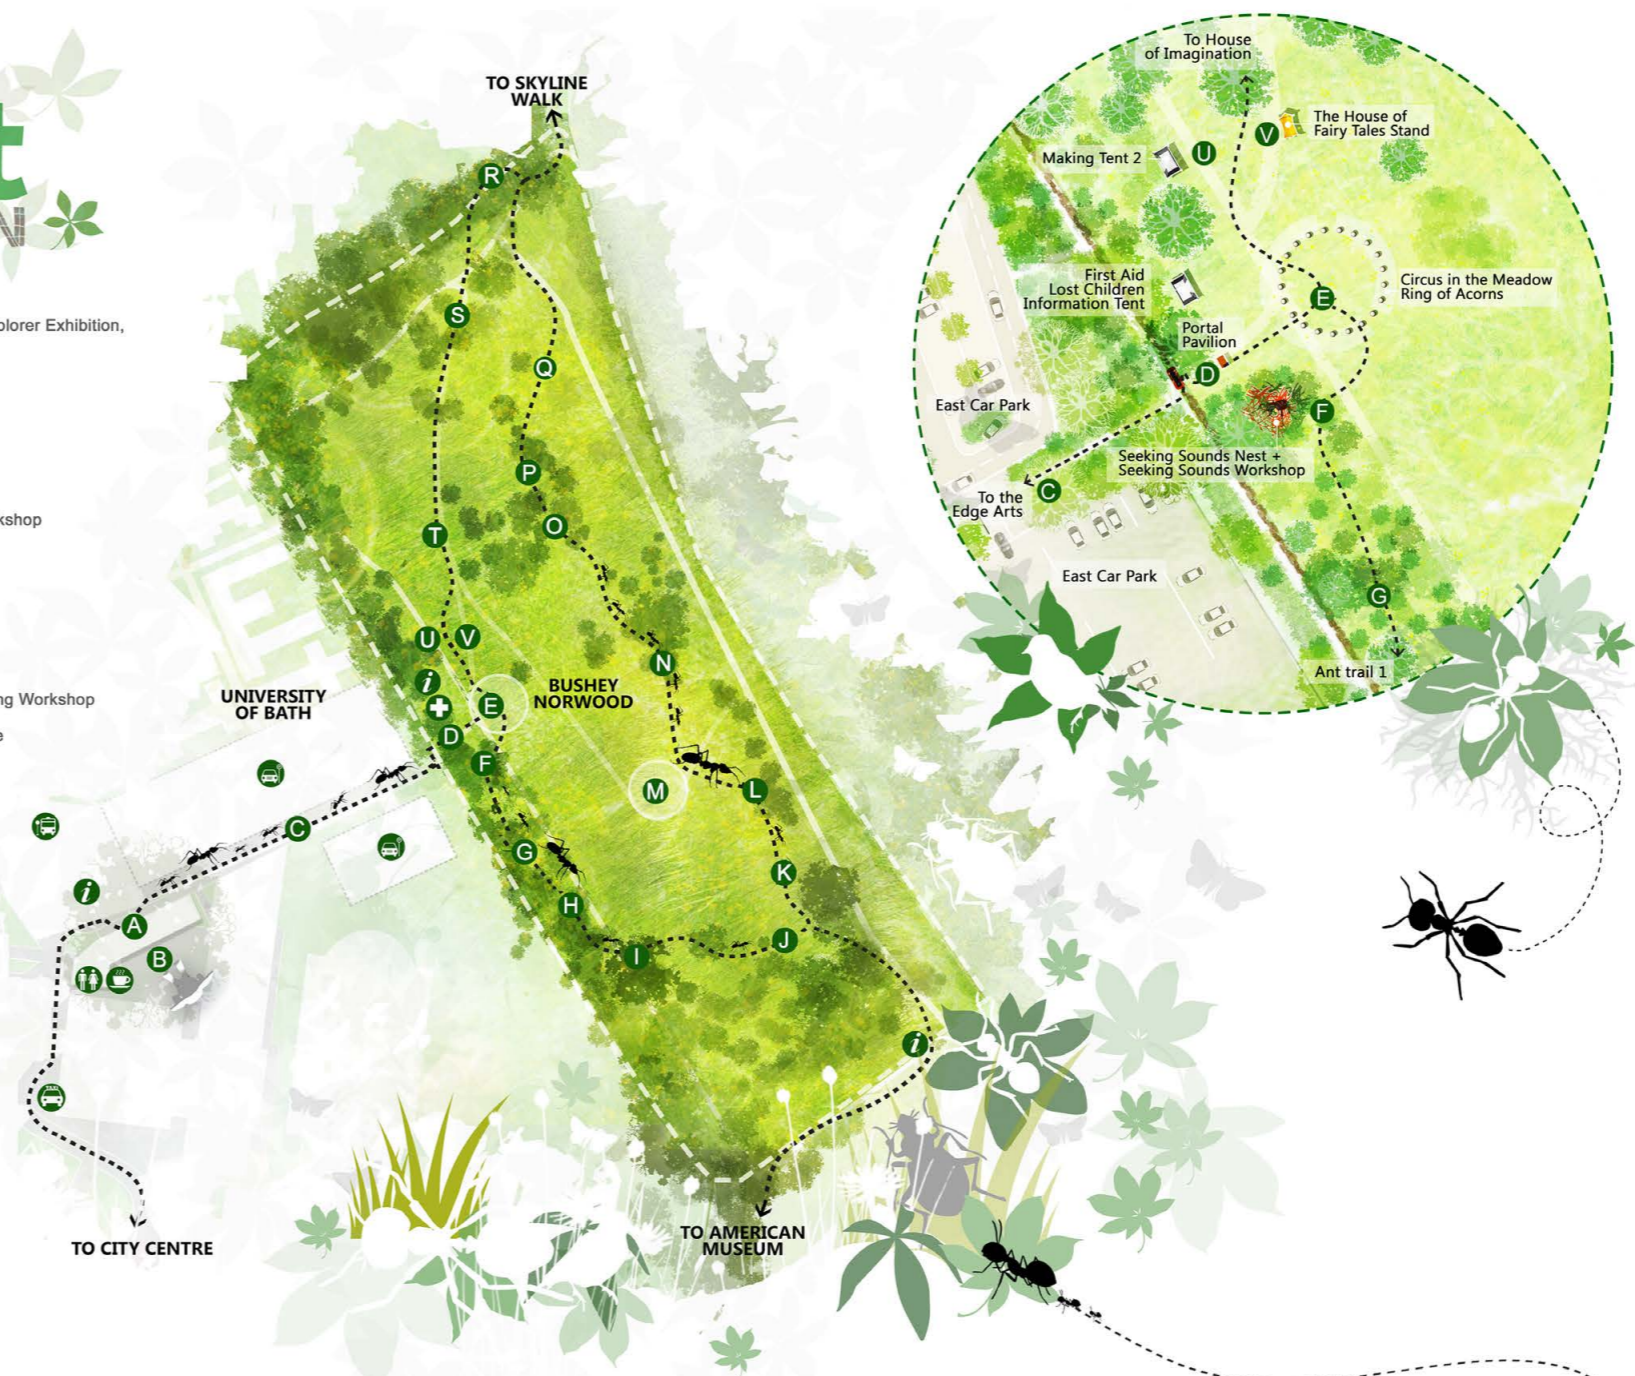 t
N
plorer Exhibition,
kshop
ng Workshop
e
TO SKYLINE
WALK
R
S
Q
P
O
T
U
V
i
N
E
D
F
BUSHEY
NORWOOD
UNIVERSITY
OF BATH
M
L
C
G
K
H
i
A
J
B
I
i
TAXI
TO CITY CENTRE
TO AMERICAN
MUSEUM
To House
of Imagination
V
The House of
Fairy Tales Stand
Making Tent 2
U
First Aid
Lost Children
Information Tent
E
Circus in the Meadow
Ring of Acorns
Portal
Pavilion
D
East Car Park
F
Seeking Sounds Nest +
Seeking Sounds Workshop
To the
Edge Arts
C
East Car Park
G
Ant trail 1